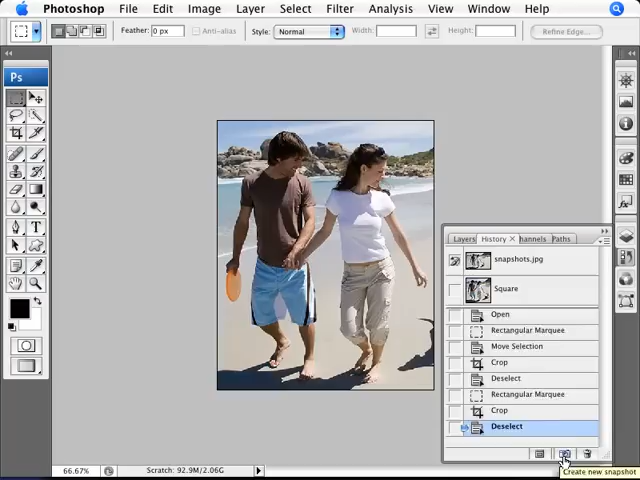 Photoshop File Edit Image Layer Select Filter Analysis View Window Help
Feather: 0 px Anti-alias Style: Normal Width: Height: Refine Edge...
Ps
Layers History × hannels Paths
snapshots.jpg
Square
Open
Rectangular Marquee
Move Selection
Crop
Deselect
Rectangular Marquee
Crop
Deselect
Create new snapshot
66.67% Scratch: 92.9M/2.06G